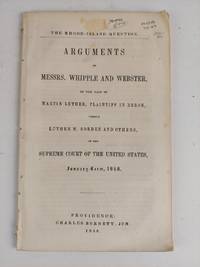 THE RHODE-ISLAND QUESTION.
ARGUMENTS
OF
MESSRS. WHIPPLE AND WEBSTER,
IN THE CASE OF
MARTIN LUTHER, PLAINTIFF IN ERROR,
VERSUS
LUTHER M. BORDEN AND OTHERS,
IN THE
SUPREME COURT OF THE UNITED STATES,
January Term, 1848.
PROVIDENCE:
CHARLES BURNETT, JUN.
1848.